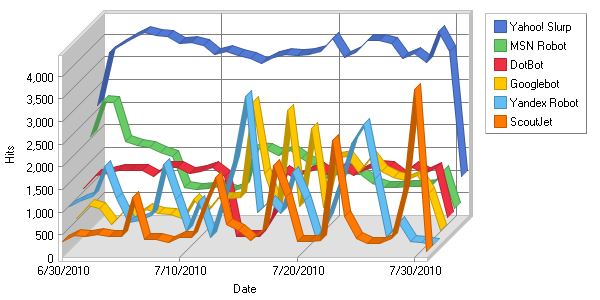 Yahoo! Slurp
MSN Robot
DotBot
Googlebot
Yandex Robot
ScoutJet
Hits
4,000
3,500
3,000
2,500
2,000
1,500
1,000
500
0
6/30/2010 7/10/2010 7/20/2010 7/30/2010
Date